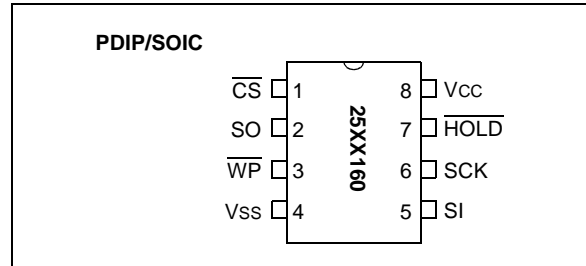 PDIP/SOIC
CS 1 8 VCC
SO 2 7 HOLD
WP 3 6 SCK
VSS 4 5 SI
25XX160